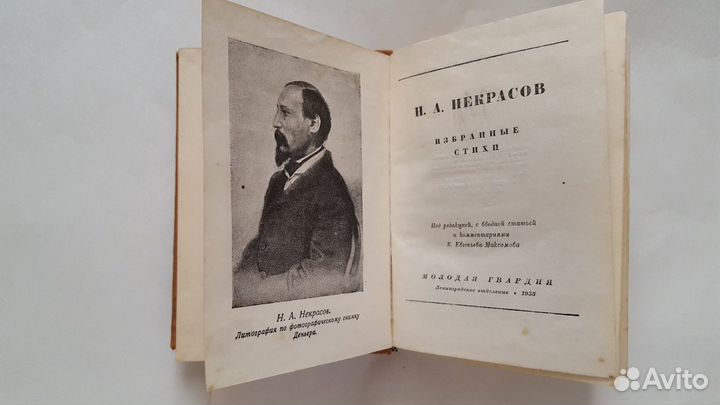 Н. А. Некрасов.
Литография по фотографическому снимку
Деньера.
Н. А. НЕКРАСОВ
ИЗБРАННЫЕ
СТИХИ
Под редакцией, с вводной статьей
и комментариями
В. Евгеньева-Максимова
МОЛОДАЯ ГВАРДИЯ
Ленинградское отделение • 1935
Avito